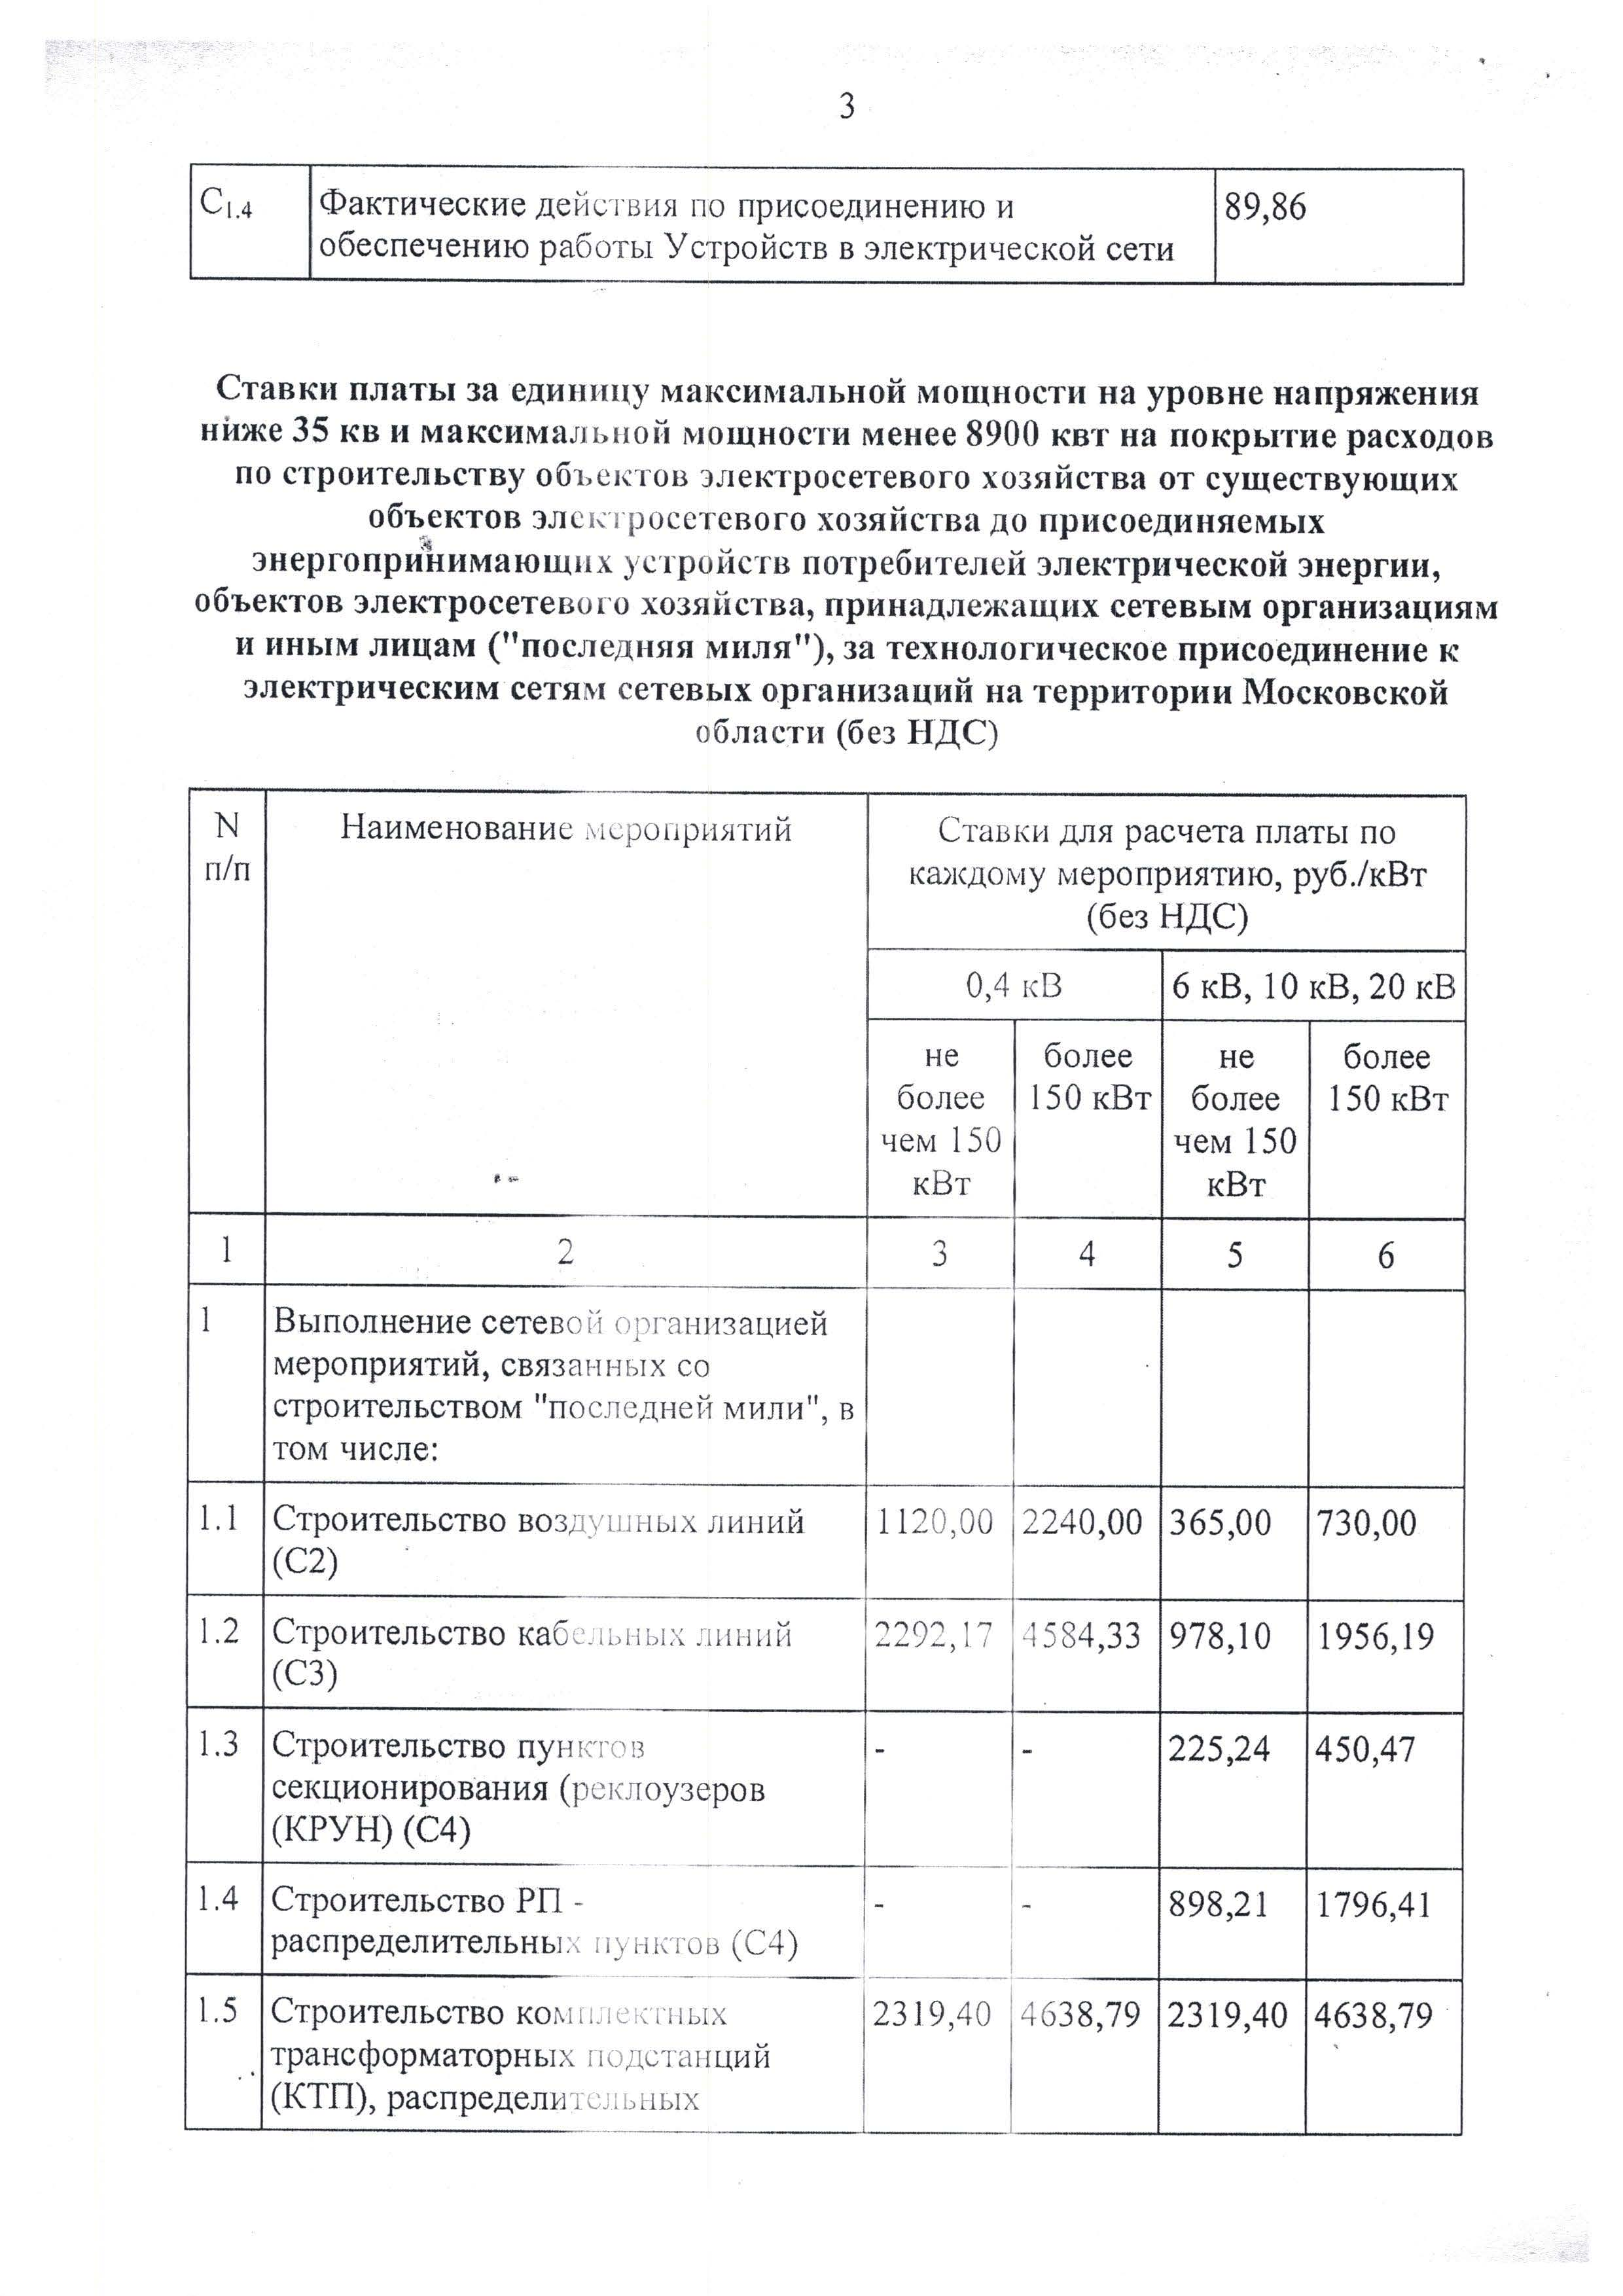 3
С1.4
Фактические действия по присоединению и
обеспечению работы Устройств в электрической сети
89,86
Ставки платы за единицу максимальной мощности на уровне напряжения
ниже 35 кв и максимальной мощности менее 8900 квт на покрытие расходов
по строительству объектов электросетевого хозяйства от существующих
объектов электросетевого хозяйства до присоединяемых
энергопринимающих устройств потребителей электрической энергии,
объектов электросетевого хозяйства, принадлежащих сетевым организациям
и иным лицам ("последняя миля"), за технологическое присоединение к
электрическим сетям сетевых организаций на территории Московской
области (без НДС)
N
п/п
Наименование мероприятий
Ставки для расчета платы по
каждому мероприятию, руб./кВт
(без НДС)
0,4 кВ
6 кВ, 10 кВ, 20 кВ
не
более
чем 150
кВт
более
150 кВт
не
более
чем 150
кВт
более
150 кВт
1
2
3
4
5
6
1
Выполнение сетевой организацией
мероприятий, связанных со
строительством "последней мили", в
том числе:
1.1
Строительство воздушных линий
(С2)
1120,00
2240,00
365,00
730,00
1.2
Строительство кабельных линий
(С3)
2292,17
4584,33
978,10
1956,19
1.3
Строительство пунктов
секционирования (реклоузеров
(КРУН) (С4)
-
-
225,24
450,47
1.4
Строительство РП -
распределительных пунктов (С4)
-
-
898,21
1796,41
1.5
Строительство комплектных
трансформаторных подстанций
(КТП), распределительных
2319,40
4638,79
2319,40
4638,79